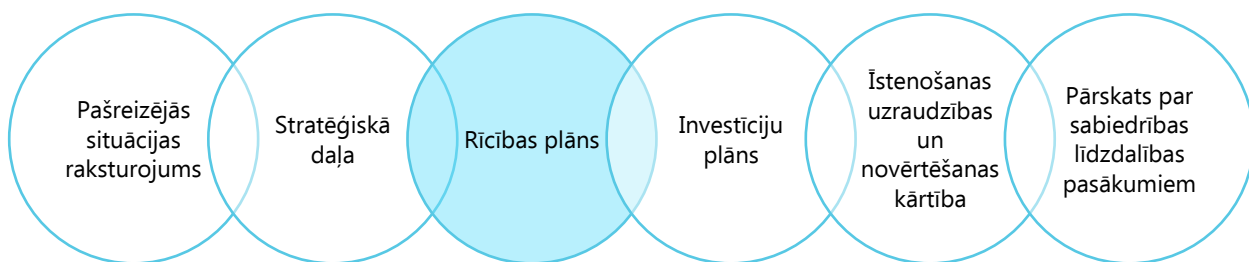 Pašreizējās
situācijas
raksturojums
Stratēģiskā
daļa
Rīcības plāns
Investīciju
plāns
Īstenošanas
uzraudzības
un
novērtēšanas
kārtība
Pārskats par
sabiedrības
līdzdalības
pasākumiem